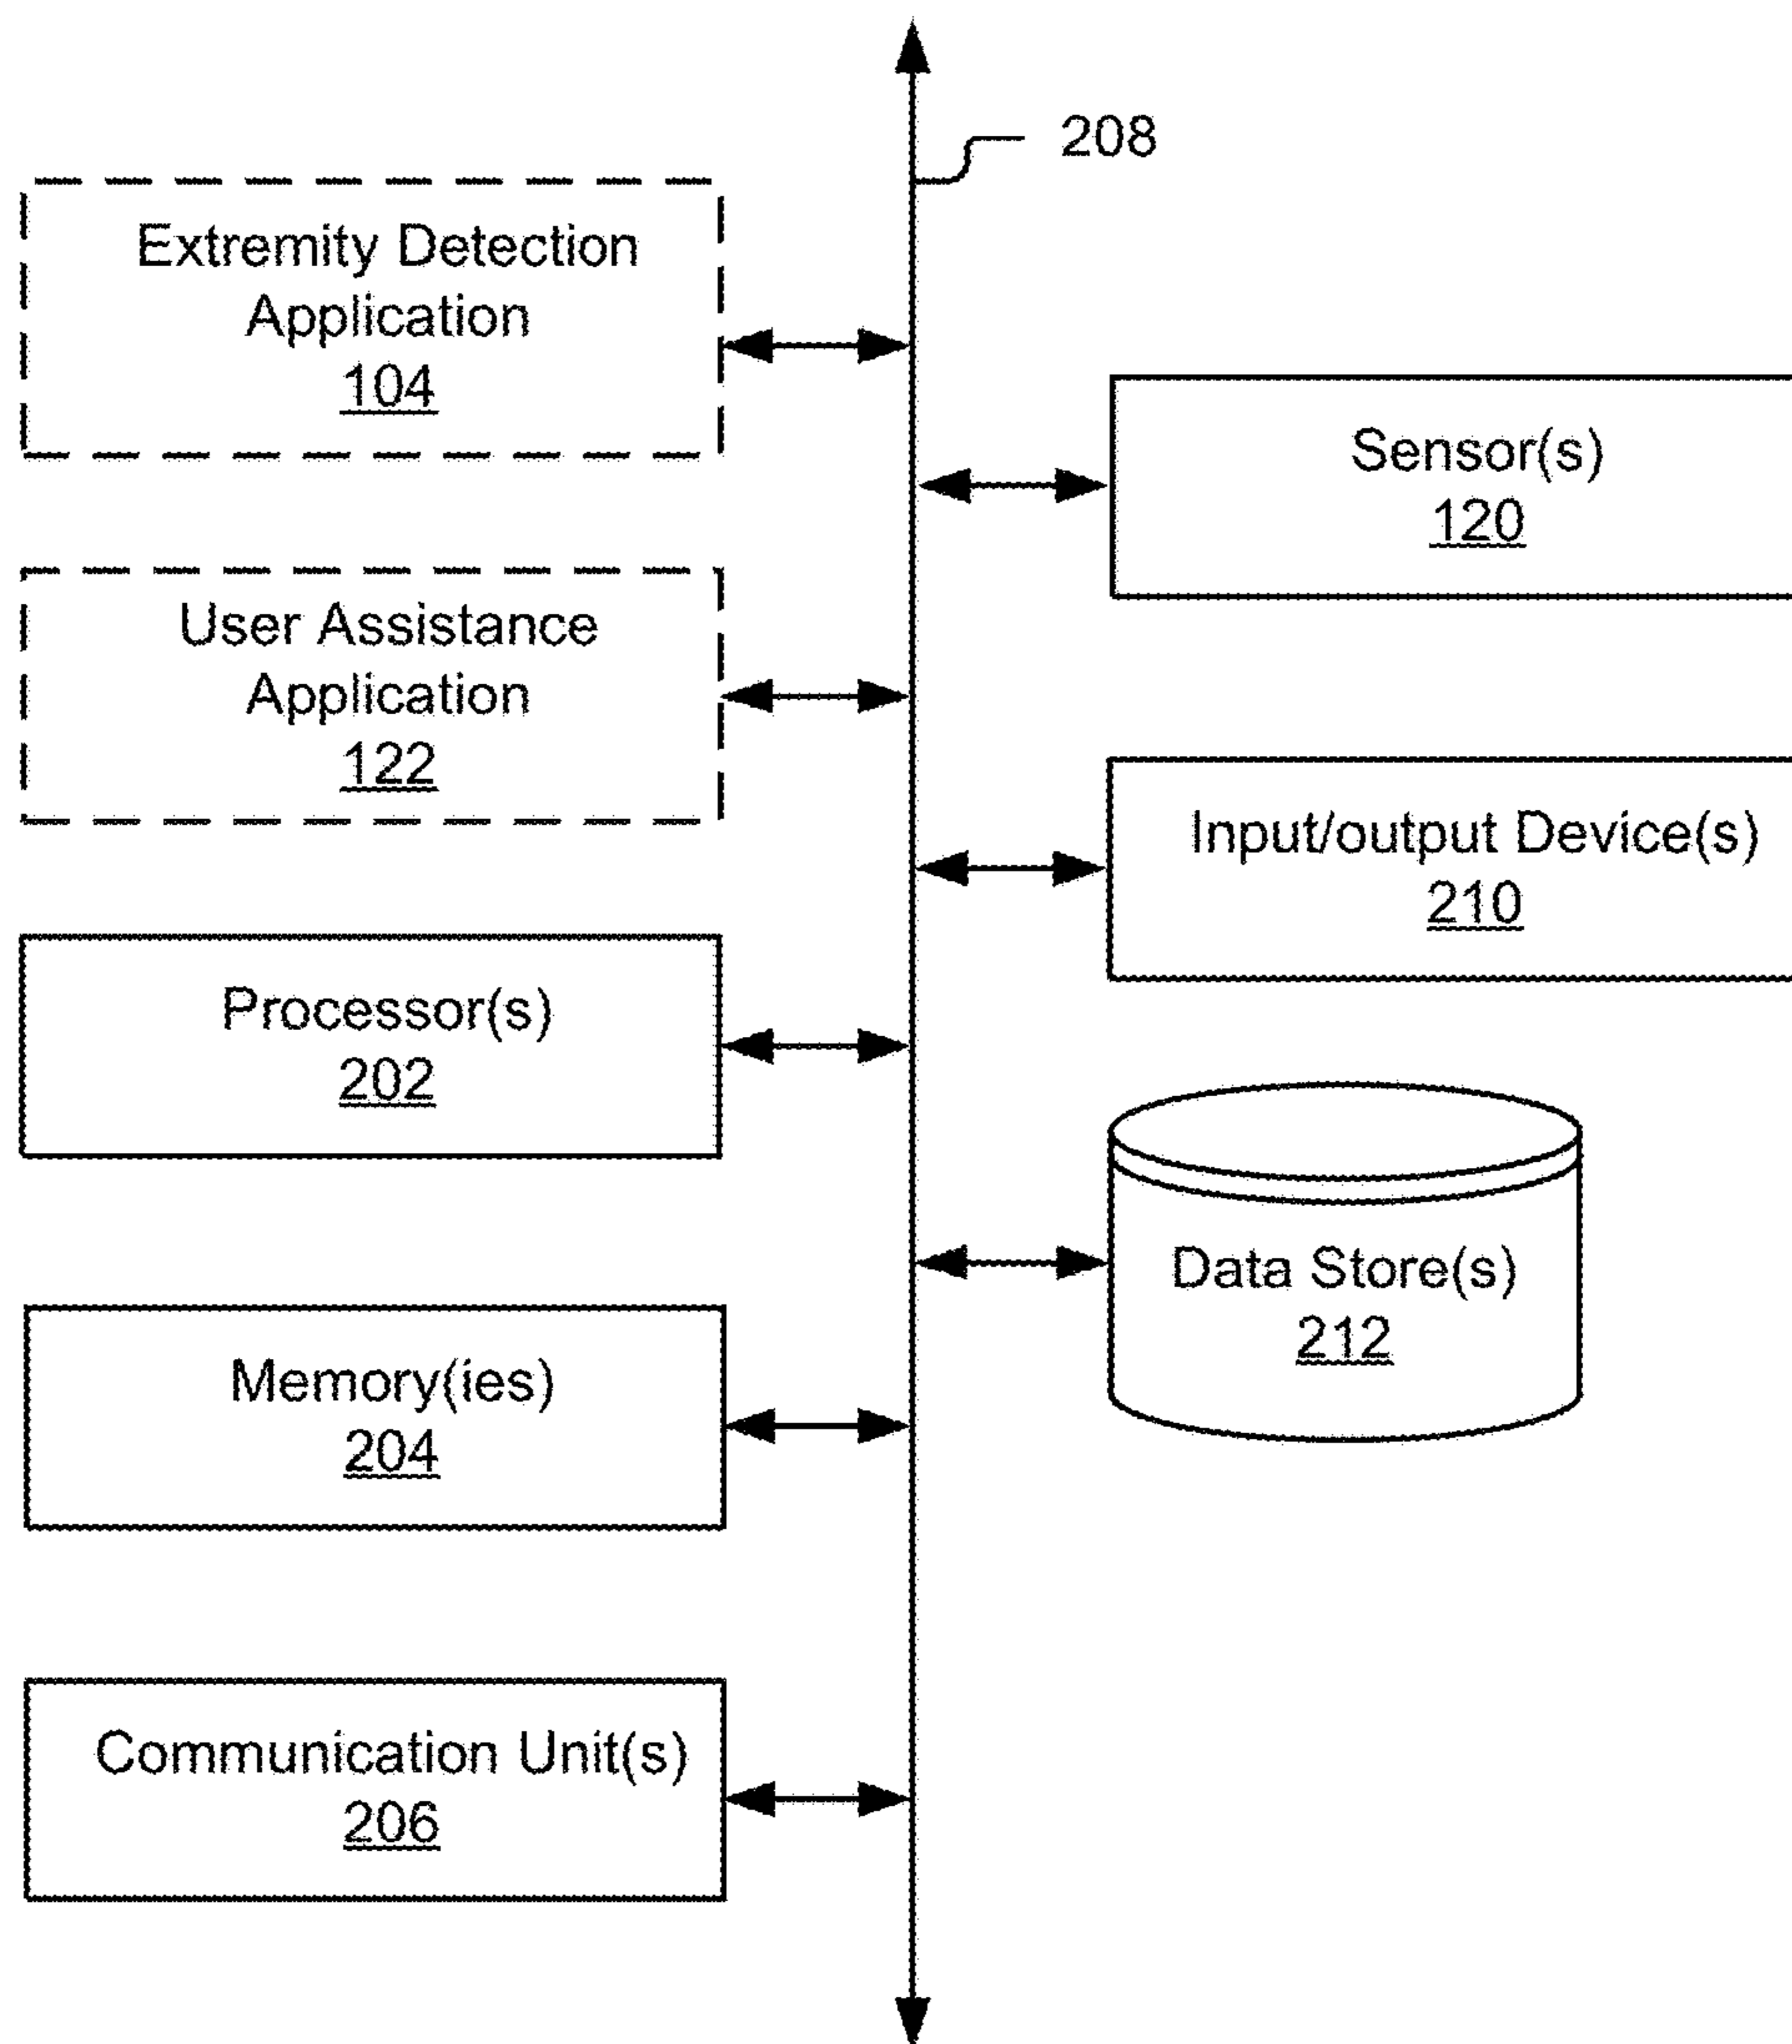 208
Extremity Detection
Application
104
Sensor(s)
120
User Assistance
Application
122
Input/output Device(s)
210
Processor(s)
202
Data Store(s)
212
Memory(ies)
204
Communication Unit(s)
206